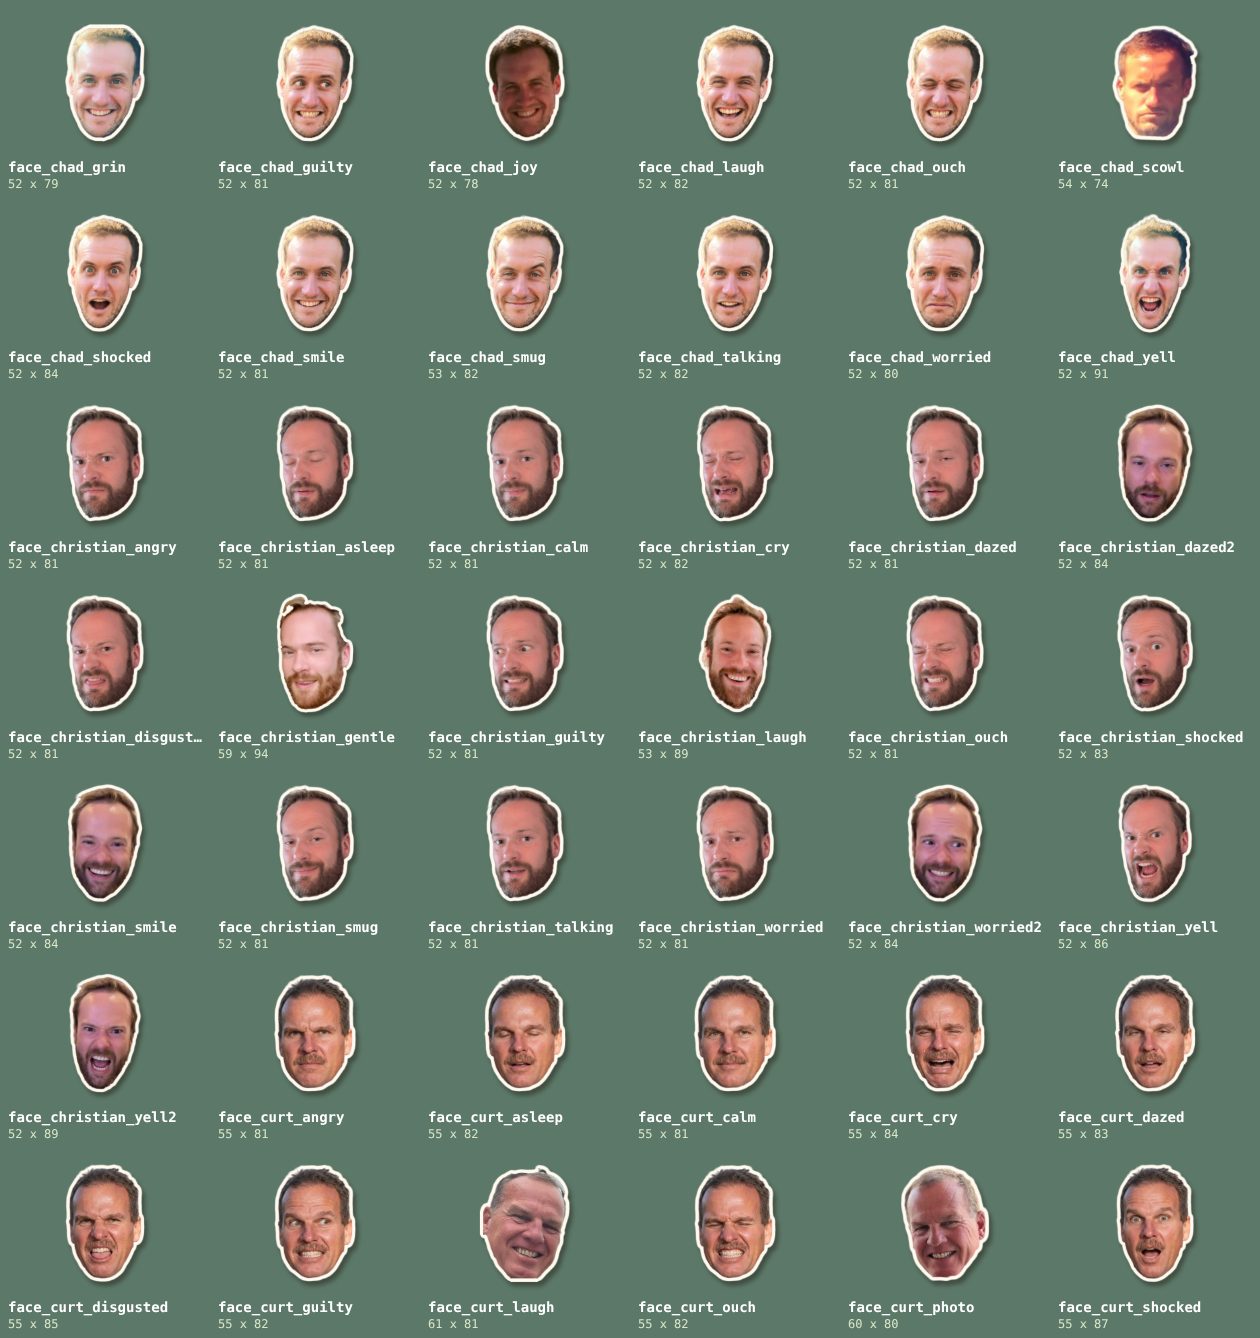 face_chad_grin face_chad_guilty face_chad_joy face_chad_laugh face_chad_ouch face_chad_scowl
52 x 79 52 x 81 52 x 78 52 x 82 52 x 81 54 x 74
face_chad_shocked face_chad_smile face_chad_smug face_chad_talking face_chad_worried face_chad_yell
52 x 84 52 x 81 53 x 82 52 x 82 52 x 80 52 x 91
face_christian_angry face_christian_asleep face_christian_calm face_christian_cry face_christian_dazed face_christian_dazed2
52 x 81 52 x 81 52 x 81 52 x 82 52 x 81 52 x 84
face_christian_disgust… face_christian_gentle face_christian_guilty face_christian_laugh face_christian_ouch face_christian_shocked
52 x 81 59 x 94 52 x 81 53 x 89 52 x 81 52 x 83
face_christian_smile face_christian_smug face_christian_talking face_christian_worried face_christian_worried2 face_christian_yell
52 x 84 52 x 81 52 x 81 52 x 81 52 x 84 52 x 86
face_christian_yell2 face_curt_angry face_curt_asleep face_curt_calm face_curt_cry face_curt_dazed
52 x 89 55 x 81 55 x 82 55 x 81 55 x 84 55 x 83
face_curt_disgusted face_curt_guilty face_curt_laugh face_curt_ouch face_curt_photo face_curt_shocked
55 x 85 55 x 82 61 x 81 55 x 82 60 x 80 55 x 87